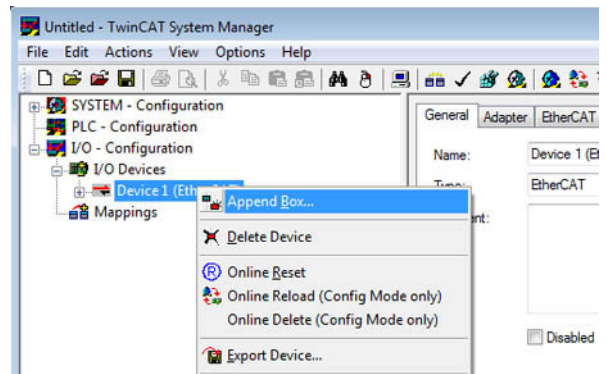 Untitled - TwinCAT System Manager
File Edit Actions View Options Help
SYSTEM - Configuration
PLC - Configuration
I/O - Configuration
I/O Devices
Device 1 (Eth
Mappings
Append Box...
Delete Device
Online Reset
Online Reload (Config Mode only)
Online Delete (Config Mode only)
Export Device...
General Adapter EtherCAT
Name: Device 1 (Et
Type: EtherCAT
nt:
Disabled